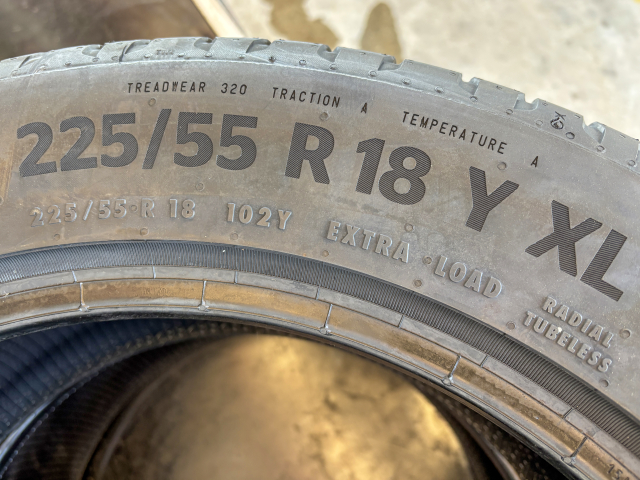 TREADWEAR 320 TRACTION A TEMPERATURE A
225/55 R 18 Y XL
225/55 R 18 102Y EXTRA LOAD
RADIAL
TUBELESS